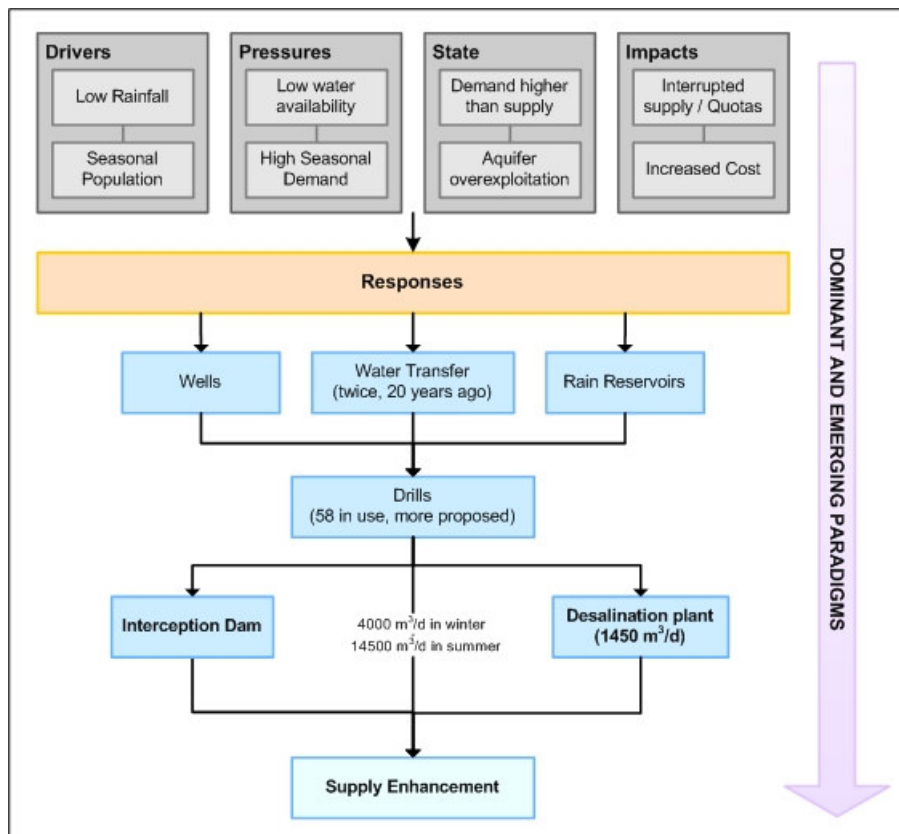 Drivers
Low Rainfall
Seasonal
Population
Pressures
Low water
availability
High Seasonal
Demand
State
Demand higher
than supply
Aquifer
overexploitation
Impacts
Interrupted
supply / Quotas
Increased Cost
Responses
Wells
Water Transfer
(twice, 20 years ago)
Rain Reservoirs
Drills
(58 in use, more proposed)
Interception Dam
4000 m³/d in winter
14500 m³/d in summer
Desalination plant
(1450 m³/d)
Supply Enhancement
DOMINANT AND EMERGING PARADIGMS